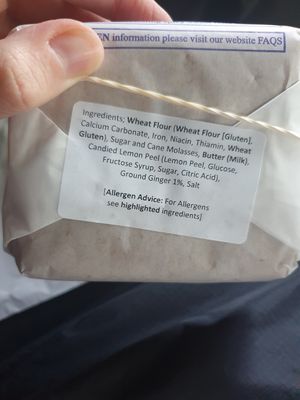 EN information please visit our website FAQS
Ingredients; Wheat Flour (Wheat Flour [Gluten],
Calcium Carbonate, Iron, Niacin, Thiamin, Wheat
Gluten), Sugar and Cane Molasses, Butter (Milk),
Candied Lemon Peel (Lemon Peel, Glucose,
Fructose Syrup, Sugar, Citric Acid),
Ground Ginger 1%, Salt
[Allergen Advice: For Allergens
see highlighted ingredients]